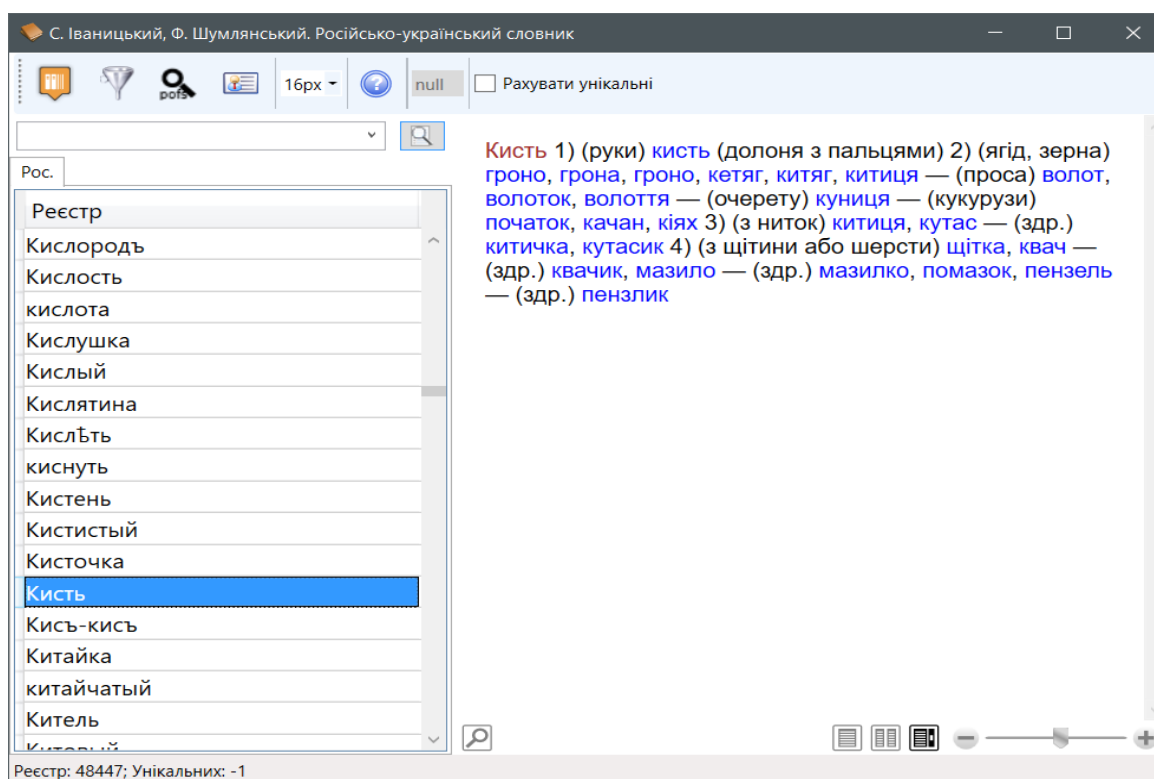 С. Іваницький, Ф. Шумлянський. Російсько-український словник
pofs
16px
null
Рахувати унікальні
Рос.
Реєстр
Кислородъ
Кислость
кислота
Кислушка
Кислый
Кислятина
Кислѣть
киснуть
Кистень
Кистистый
Кисточка
Кисть
Кисъ-кисъ
Китайка
китайчатый
Китель
Китовый
Кисть 1) (руки) кисть (долоня з пальцями) 2) (ягід, зерна)
гроно, грона, гроно, кетяг, китяг, китиця — (проса) волот,
волоток, волоття — (очерету) куниця — (кукурузи)
початок, качан, кіях 3) (з ниток) китиця, кутас — (здр.)
китичка, кутасик 4) (з щітини або шерсти) щітка, квач —
(здр.) квачик, мазило — (здр.) мазилко, помазок, пензель
— (здр.) пензлик
Реєстр: 48447; Унікальних: -1